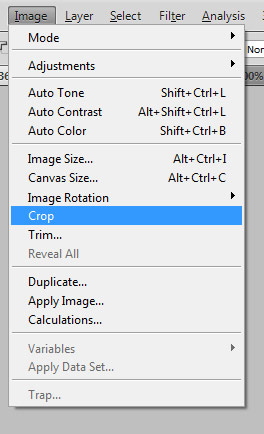 Image Layer Select Filter Analysis
Mode
Adjustments
Auto Tone Shift+Ctrl+L
Auto Contrast Alt+Shift+Ctrl+L
Auto Color Shift+Ctrl+B
Image Size... Alt+Ctrl+I
Canvas Size... Alt+Ctrl+C
Image Rotation
Crop
Trim...
Reveal All
Duplicate...
Apply Image...
Calculations...
Variables
Apply Data Set...
Trap...